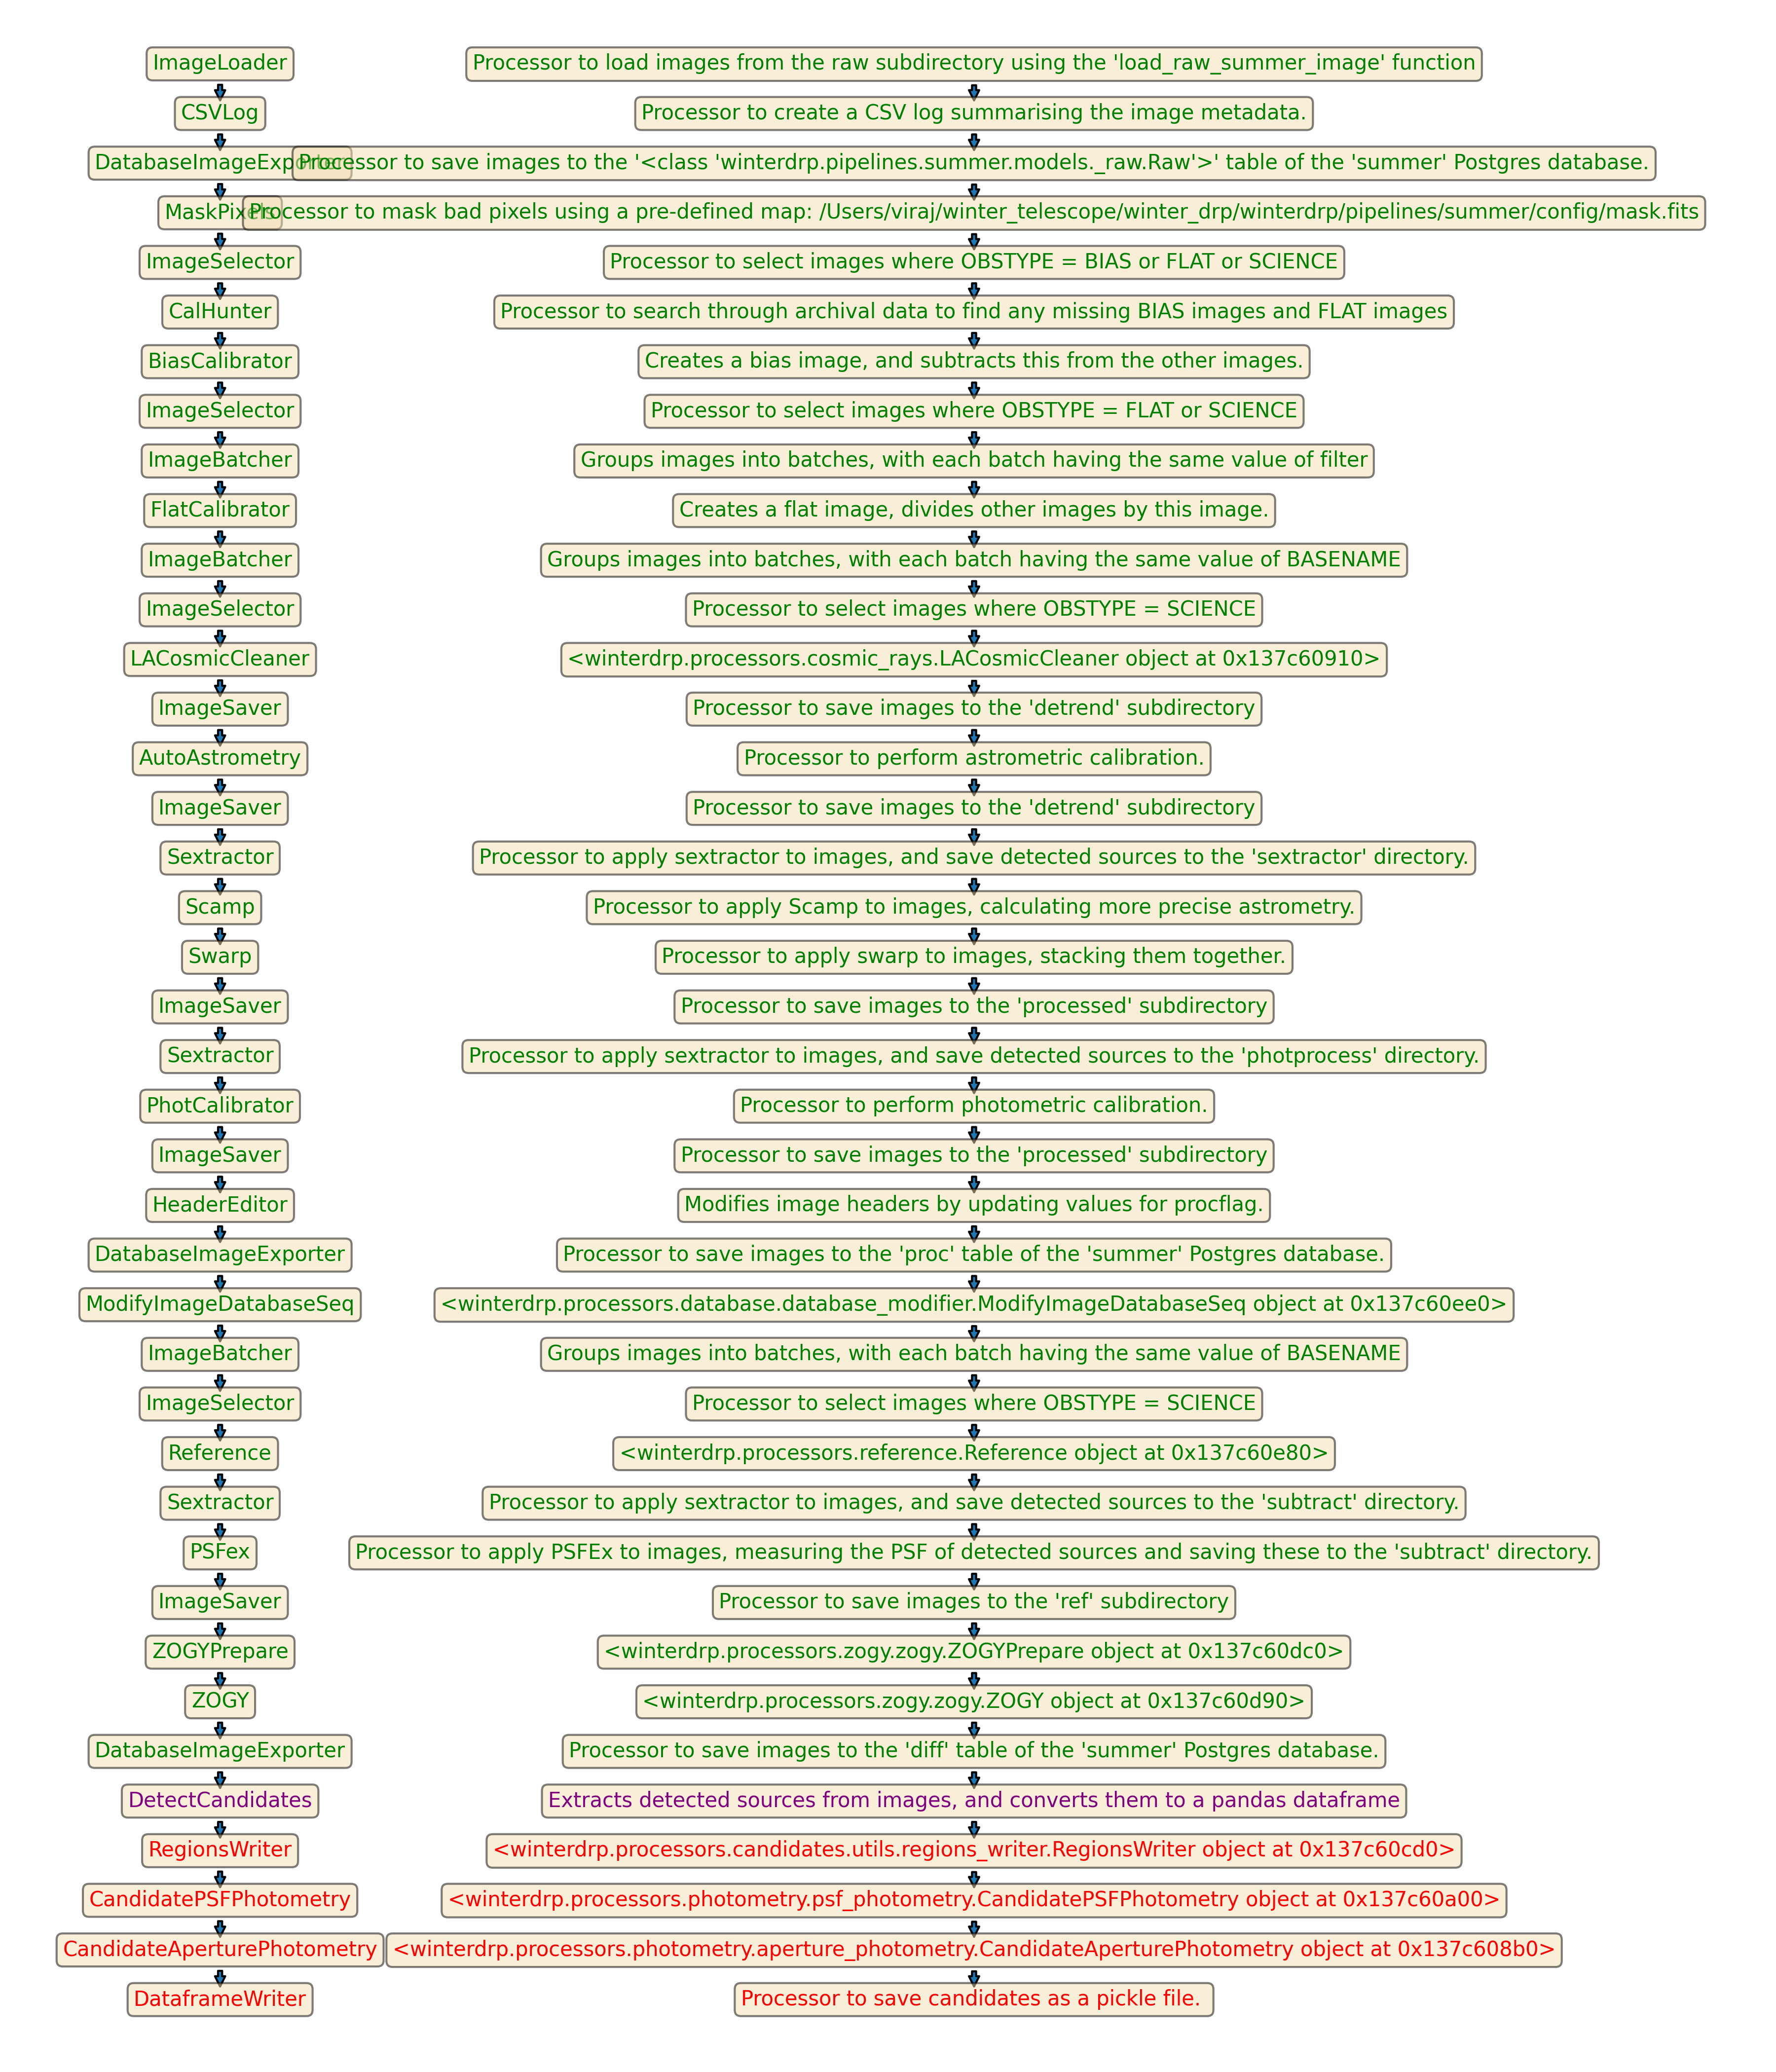 ImageLoader Processor to load images from the raw subdirectory using the 'load_raw_summer_image' function
CSVLog Processor to create a CSV log summarising the image metadata.
DatabaseImageExporter Processor to save images to the '<class 'winterdrp.pipelines.summer.models._raw.Raw'>' table of the 'summer' Postgres database.
MaskPixels Processor to mask bad pixels using a pre-defined map: /Users/viraj/winter_telescope/winter_drp/winterdrp/pipelines/summer/config/mask.fits
ImageSelector Processor to select images where OBSTYPE = BIAS or FLAT or SCIENCE
CalHunter Processor to search through archival data to find any missing BIAS images and FLAT images
BiasCalibrator Creates a bias image, and subtracts this from the other images.
ImageSelector Processor to select images where OBSTYPE = FLAT or SCIENCE
ImageBatcher Groups images into batches, with each batch having the same value of filter
FlatCalibrator Creates a flat image, divides other images by this image.
ImageBatcher Groups images into batches, with each batch having the same value of BASENAME
ImageSelector Processor to select images where OBSTYPE = SCIENCE
LACosmicCleaner <winterdrp.processors.cosmic_rays.LACosmicCleaner object at 0x137c60910>
ImageSaver Processor to save images to the 'detrend' subdirectory
AutoAstrometry Processor to perform astrometric calibration.
ImageSaver Processor to save images to the 'detrend' subdirectory
Sextractor Processor to apply sextractor to images, and save detected sources to the 'sextractor' directory.
Scamp Processor to apply Scamp to images, calculating more precise astrometry.
Swarp Processor to apply swarp to images, stacking them together.
ImageSaver Processor to save images to the 'processed' subdirectory
Sextractor Processor to apply sextractor to images, and save detected sources to the 'photprocess' directory.
PhotCalibrator Processor to perform photometric calibration.
ImageSaver Processor to save images to the 'processed' subdirectory
HeaderEditor Modifies image headers by updating values for procflag.
DatabaseImageExporter Processor to save images to the 'proc' table of the 'summer' Postgres database.
ModifyImageDatabaseSeq <winterdrp.processors.database.database_modifier.ModifyImageDatabaseSeq object at 0x137c60ee0>
ImageBatcher Groups images into batches, with each batch having the same value of BASENAME
ImageSelector Processor to select images where OBSTYPE = SCIENCE
Reference <winterdrp.processors.reference.Reference object at 0x137c60e80>
Sextractor Processor to apply sextractor to images, and save detected sources to the 'subtract' directory.
PSFex Processor to apply PSFEx to images, measuring the PSF of detected sources and saving these to the 'subtract' directory.
ImageSaver Processor to save images to the 'ref' subdirectory
ZOGYPrepare <winterdrp.processors.zogy.zogy.ZOGYPrepare object at 0x137c60dc0>
ZOGY <winterdrp.processors.zogy.zogy.ZOGY object at 0x137c60d90>
DatabaseImageExporter Processor to save images to the 'diff' table of the 'summer' Postgres database.
DetectCandidates Extracts detected sources from images, and converts them to a pandas dataframe
RegionsWriter <winterdrp.processors.candidates.utils.regions_writer.RegionsWriter object at 0x137c60cd0>
CandidatePSFPhotometry <winterdrp.processors.photometry.psf_photometry.CandidatePSFPhotometry object at 0x137c60a00>
CandidateAperturePhotometry <winterdrp.processors.photometry.aperture_photometry.CandidateAperturePhotometry object at 0x137c608b0>
DataframeWriter Processor to save candidates as a pickle file.